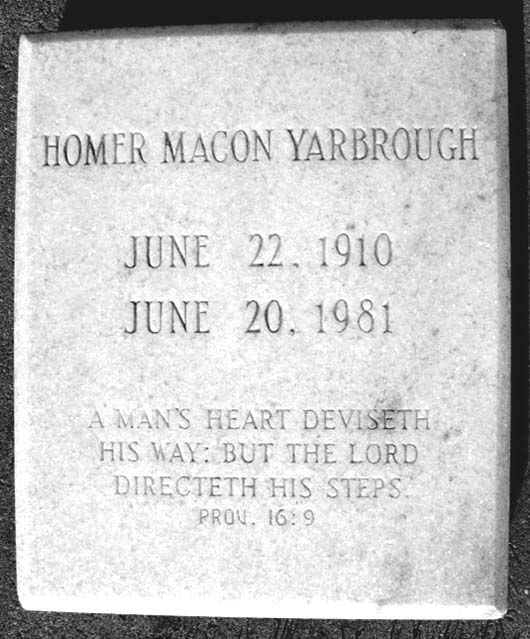 HOMER MACON YARBROUGH
JUNE 22, 1910
JUNE 20, 1981
A MAN'S HEART DEVISETH
HIS WAY: BUT THE LORD
DIRECTETH HIS STEPS.
PROV. 16:9